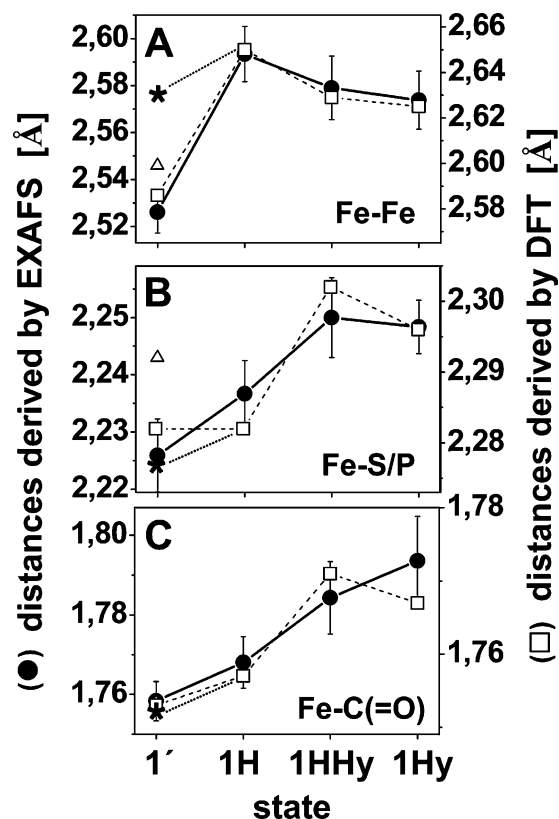 A
2,60
2,58
2,56
2,54
2,52
2,66
2,64
2,62
2,60
2,58
Fe-Fe
B
2,25
2,24
2,23
2,22
2,30
2,29
2,28
Fe-S/P
C
1,80
1,78
1,76
1,78
1,76
Fe-C(=O)
1´ 1H 1HHy 1Hy
state
(●) distances derived by EXAFS [Å]
(□) distances derived by DFT [Å]